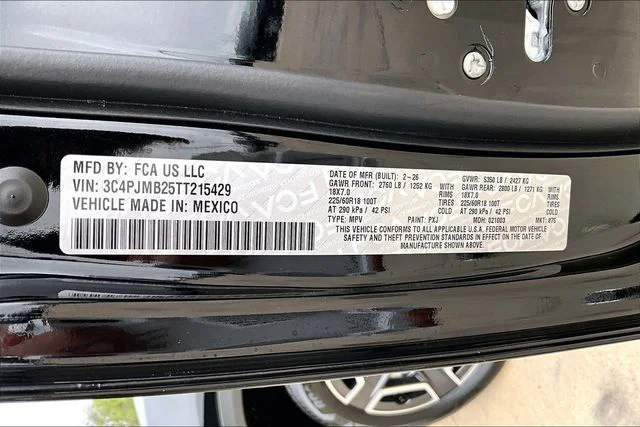 MFD BY: FCA US LLC
VIN: 3C4PJMB25TT215429
VEHICLE MADE IN: MEXICO
DATE OF MFR (BUILT): 2-26 GVWR: 5350 LB / 2427 KG
GAWR FRONT: 2760 LB / 1252 KG WITH GAWR REAR: 2800 LB / 1271 KG WITH
18X7.0 RIMS 18X7.0 RIMS
225/60R18 100T 225/60R18 100T
AT 290 kPa / 42 PSI COLD AT 290 kPa / 42 PSI COLD
TYPE: MPV PAINT: PXJ MDH: 021003 MKT: 875
THIS VEHICLE CONFORMS TO ALL APPLICABLE U.S.A. FEDERAL MOTOR VEHICLE
SAFETY AND THEFT PREVENTION STANDARDS IN EFFECT ON THE DATE OF
MANUFACTURE SHOWN ABOVE.